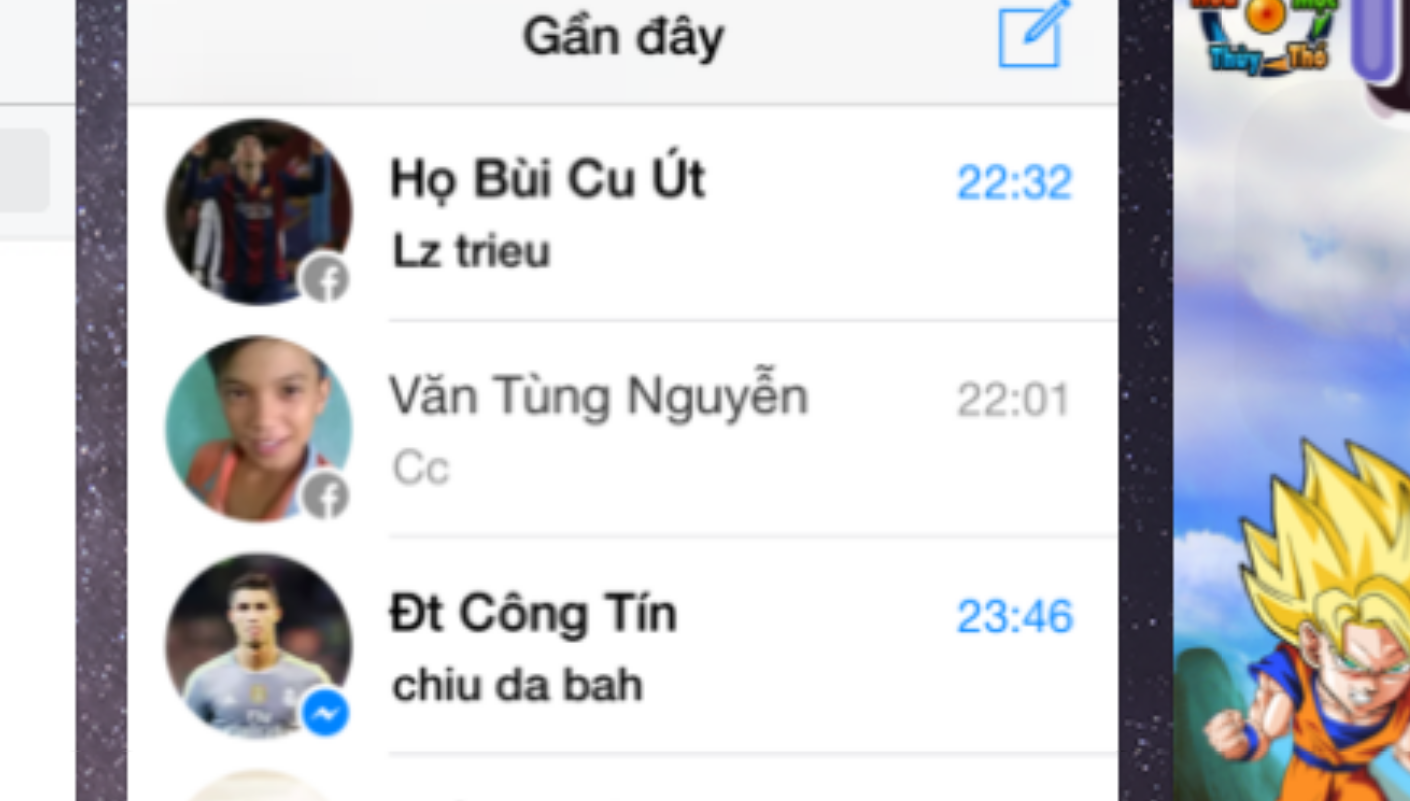 Gần đây
Họ Bùi Cu Út
22:32
Lz trieu
Văn Tùng Nguyễn
22:01
Cc
Đt Công Tín
23:46
chiu da bah
Thủy
Thổ